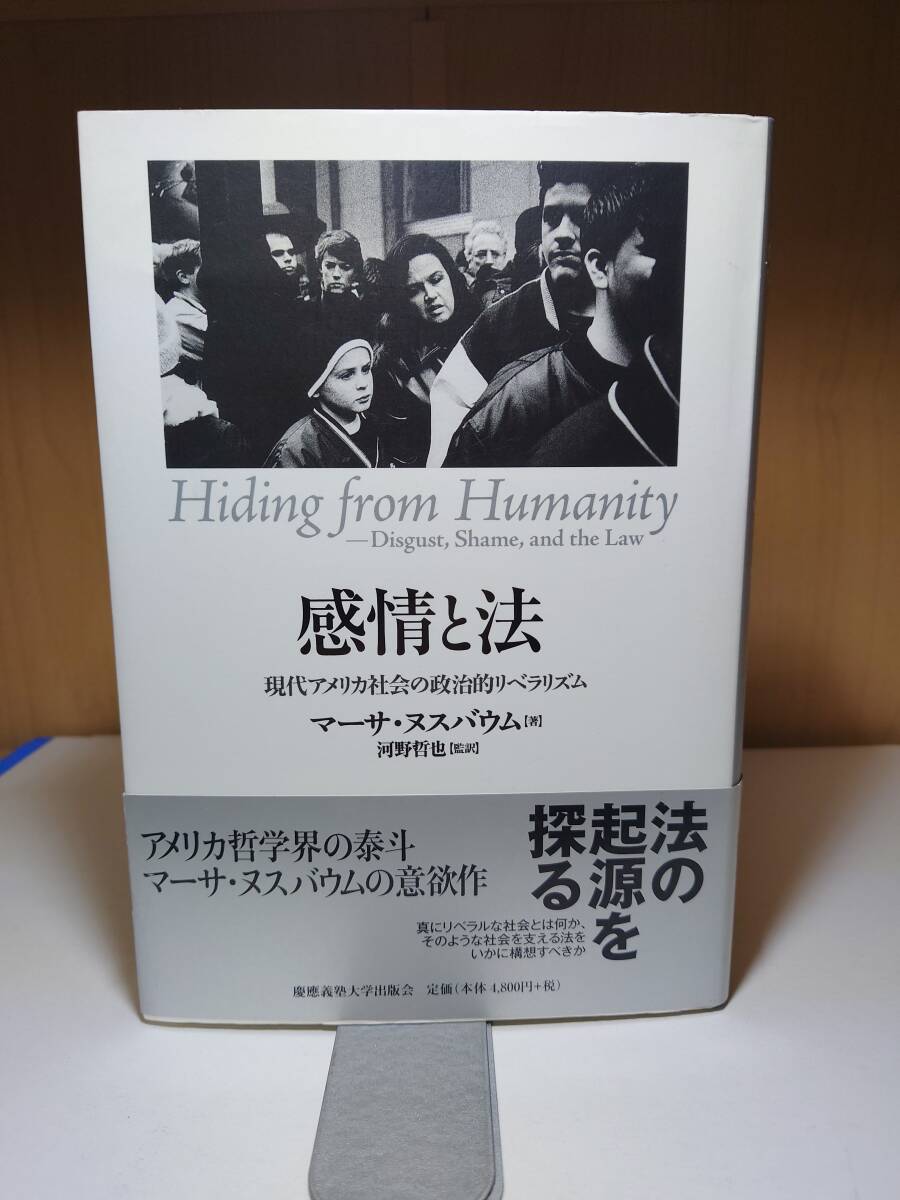 Hiding from Humanity
—Disgust, Shame, and the Law
感情と法
現代アメリカ社会の政治的リベラリズム
マーサ・ヌスバウム【著】
河野哲也【監訳】
法の
起源を
探る
アメリカ哲学界の泰斗
マーサ・ヌスバウムの意欲作
真にリベラルな社会とは何か、
そのような社会を支える法を
いかに構想すべきか
慶應義塾大学出版会 定価(本体 4,800円+税)